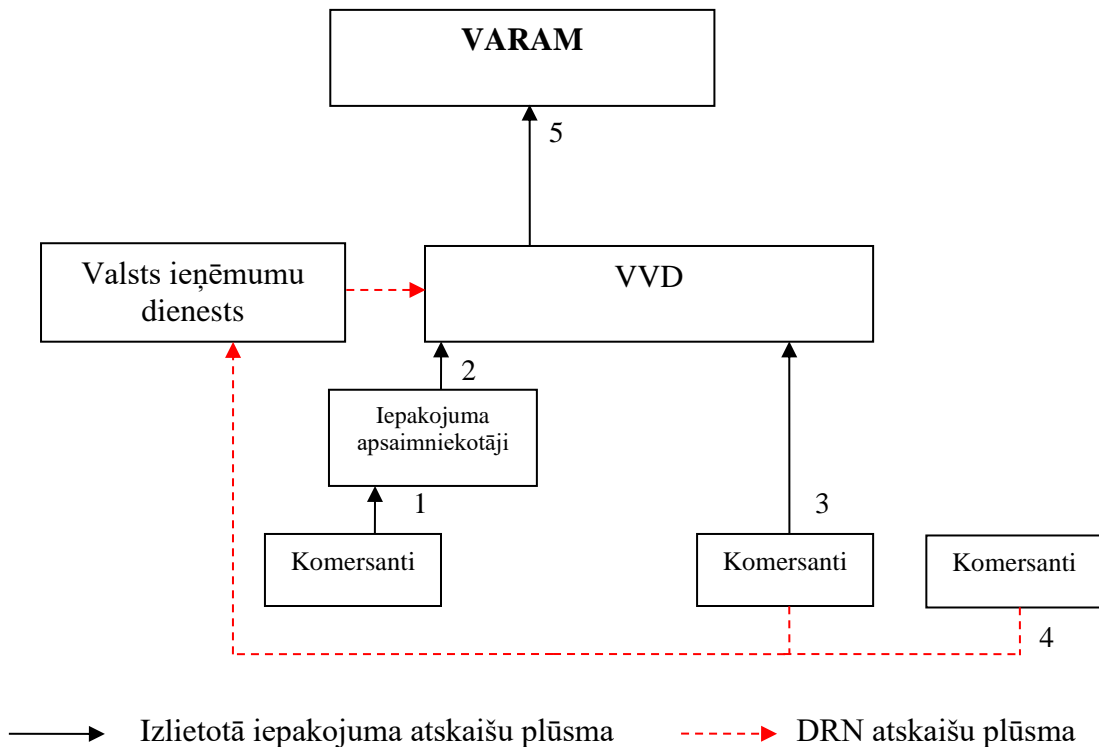 VARAM
5
Valsts ieņēmumu
dienests
VVD
2
Iepakojuma
apsaimniekotāji
1
3
Komersanti
Komersanti
Komersanti
4
Izlietotā iepakojuma atskaišu plūsma
DRN atskaišu plūsma